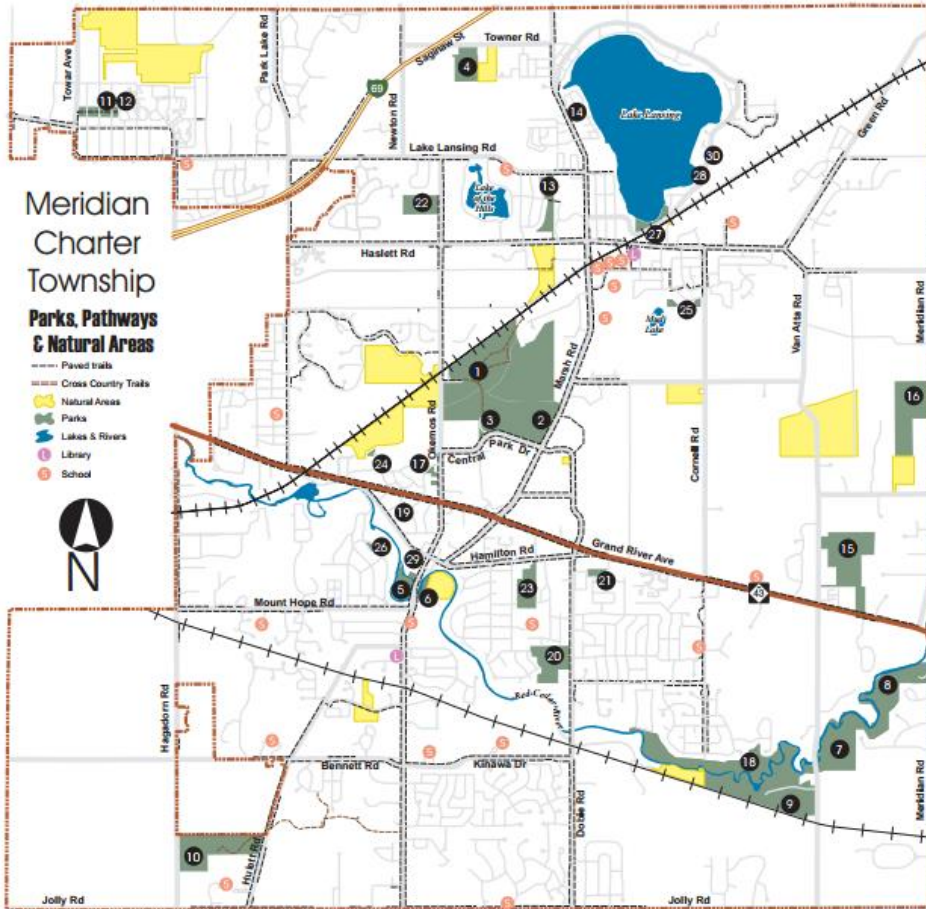 Meridian
Charter
Township
Parks, Pathways
& Natural Areas
Paved trails
Cross Country Trails
Natural Areas
Parks
Lakes & Rivers
L Library
S School
N
Towar Ave
Park Lake Rd
Saginaw St
69
Newton Rd
Towner Rd
4
11 12
14
Lake Lansing
Green Rd
30
28
Lake Lansing Rd
S
S
22
Lake
of the
Hills
13
27
S
Haslett Rd
L
S S S
S
S
25
Mud
Lake
Van Atta Rd
Meridian Rd
Marsh Rd
1
16
3
2
S
Okemos Rd
Central
Park Dr
Cornell Rd
24
17
S
19
26
29
Hamilton Rd
Grand River Ave
15
5
6
23
21
S
43
Mount Hope Rd
S
S
S
S
L
20
Red Cedar River
8
Hagadorn Rd
S
S
S
7
18
9
Bennett Rd
Kinawa Dr
Dobie Rd
Meridian Rd
10
Hulett Rd
S
S
Jolly Rd
Jolly Rd